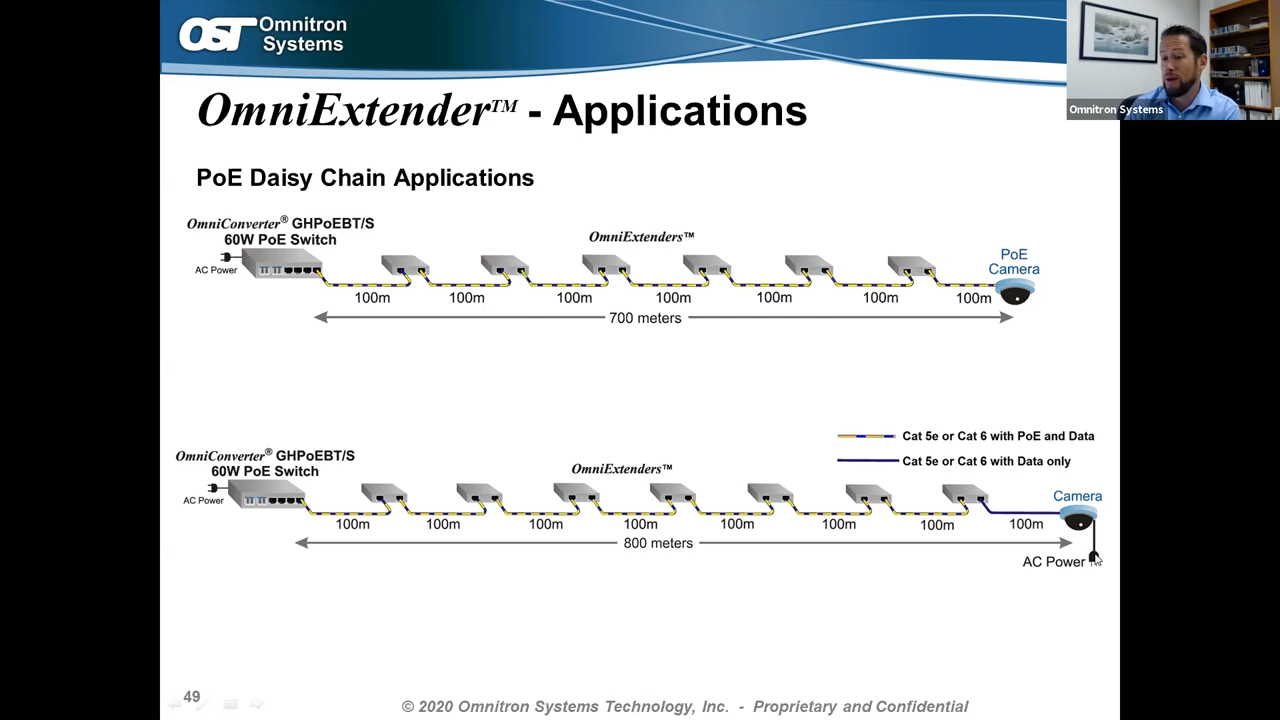 OST Omnitron
Systems
Omnitron Systems
OmniExtender™ - Applications
PoE Daisy Chain Applications
OmniConverter® GHPoEBT/S
60W PoE Switch
AC Power
OmniExtenders™
PoE
Camera
100m 100m 100m 100m 100m 100m 100m
700 meters
Cat 5e or Cat 6 with PoE and Data
Cat 5e or Cat 6 with Data only
OmniConverter® GHPoEBT/S
60W PoE Switch
AC Power
OmniExtenders™
Camera
100m 100m 100m 100m 100m 100m 100m 100m
800 meters
AC Power
49
© 2020 Omnitron Systems Technology, Inc. - Proprietary and Confidential